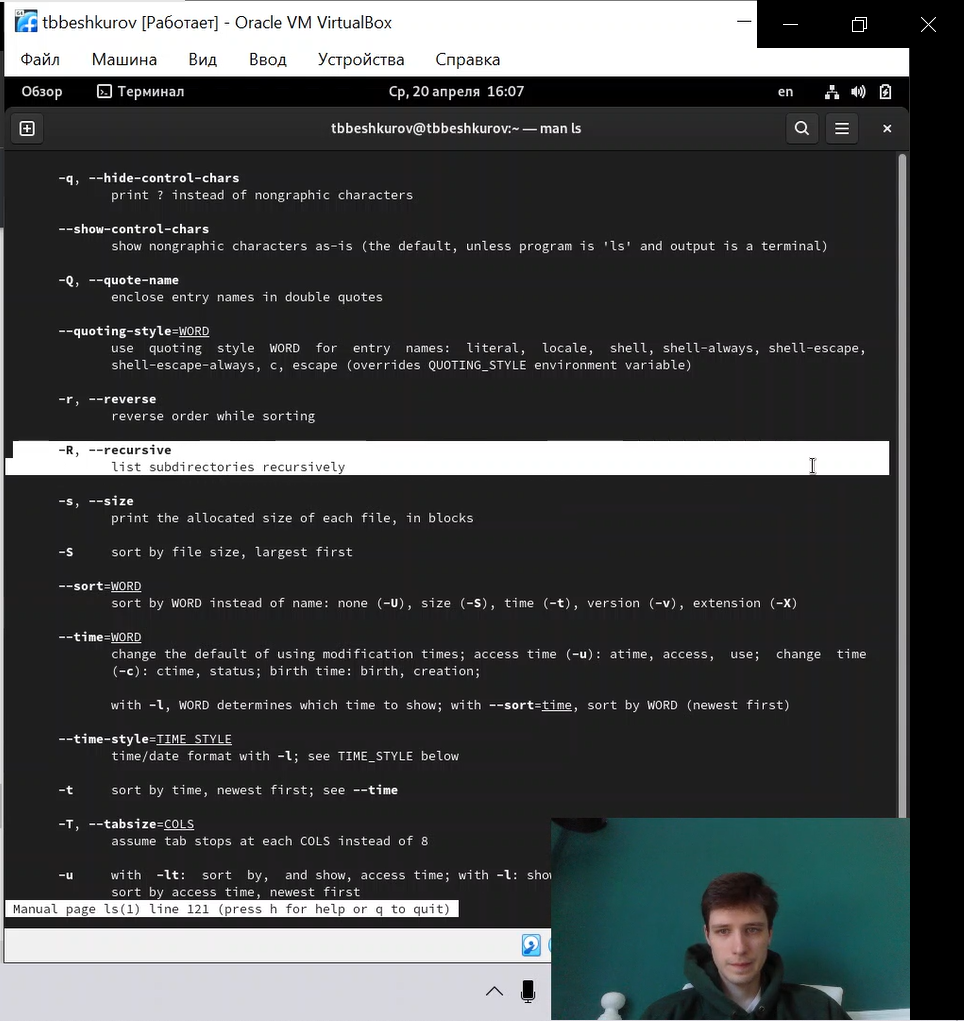 tbbeshkurov [Работает] - Oracle VM VirtualBox
Файл Машина Вид Ввод Устройства Справка
Обзор Терминал Ср, 20 апреля 16:07 en
tbbeshkurov@tbbeshkurov:~ — man ls
-q, --hide-control-chars
print ? instead of nongraphic characters
--show-control-chars
show nongraphic characters as-is (the default, unless program is 'ls' and output is a terminal)
-Q, --quote-name
enclose entry names in double quotes
--quoting-style=WORD
use quoting style WORD for entry names: literal, locale, shell, shell-always, shell-escape,
shell-escape-always, c, escape (overrides QUOTING_STYLE environment variable)
-r, --reverse
reverse order while sorting
-R, --recursive
list subdirectories recursively
-s, --size
print the allocated size of each file, in blocks
-S sort by file size, largest first
--sort=WORD
sort by WORD instead of name: none (-U), size (-S), time (-t), version (-v), extension (-X)
--time=WORD
change the default of using modification times; access time (-u): atime, access, use; change time
(-c): ctime, status; birth time: birth, creation;
with -l, WORD determines which time to show; with --sort=time, sort by WORD (newest first)
--time-style=TIME_STYLE
time/date format with -l; see TIME_STYLE below
-t sort by time, newest first; see --time
-T, --tabsize=COLS
assume tab stops at each COLS instead of 8
-u with -lt: sort by, and show, access time; with -l: show
sort by access time, newest first
Manual page ls(1) line 121 (press h for help or q to quit)